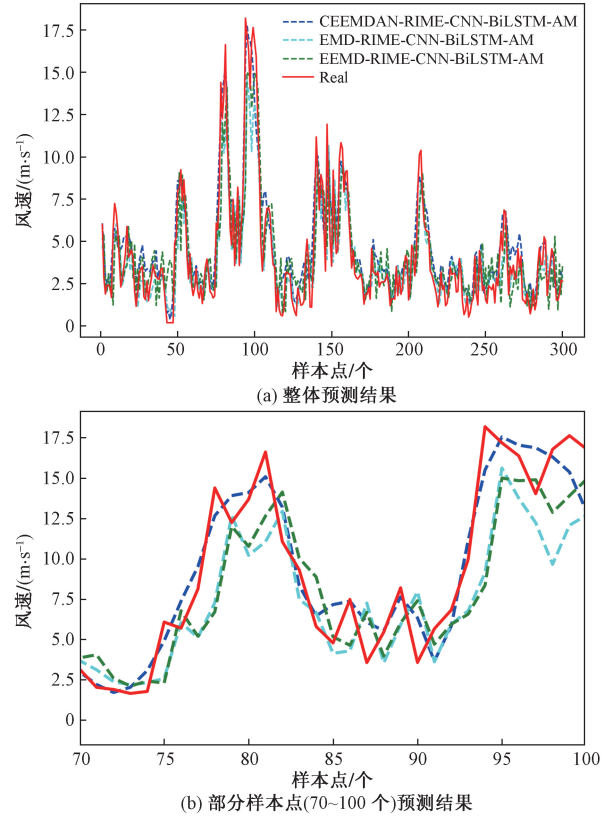 CEEMDAN-RIME-CNN-BiLSTM-AM
EMD-RIME-CNN-BiLSTM-AM
EEMD-RIME-CNN-BiLSTM-AM
Real
17.5
15.0
12.5
10.0
7.5
5.0
2.5
0
风速/(m·s⁻¹)
0 50 100 150 200 250 300
样本点/个
(a) 整体预测结果
17.5
15.0
12.5
10.0
7.5
5.0
2.5
0
风速/(m·s⁻¹)
70 75 80 85 90 95 100
样本点/个
(b) 部分样本点(70~100 个)预测结果